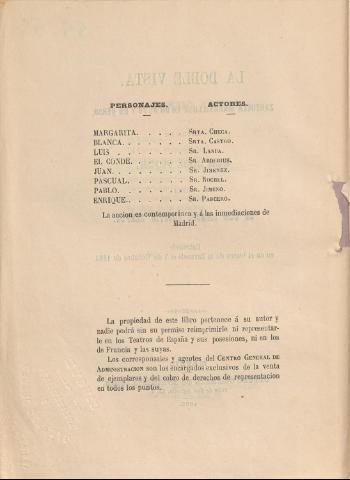 PERSONAJES. ACTORES.
MARGARITA. . . . . . SRTA. CHECA.
BLANCA. . . . . . . SRTA. CASTRO.
LUIS . . . . . . . SR. LANDA.
EL CONDE. . . . . . SR. ARDERIUS.
JUAN. . . . . . . SR. JIMENEZ.
PASCUAL. . . . . . SR. ROCHEL.
PABLO. . . . . . . SR. JIMENO.
ENRIQUE. . . . . . SR.
La accion es contemporánea y á las inmediaciones de
Madrid.
La propiedad de este libro pertenece á su autor y
nadie podrá sin su permiso reimprimirle ni representar-
le en los Teatros de España y sus posesiones, ni en los
de Francia y las suyas.
Los corresponsales y agentes del CENTRO GENERAL DE
ADMINISTRACION son los encargados exclusivos de la venta
de ejemplares y del cobro de derechos de representacion
en todos los puntos.